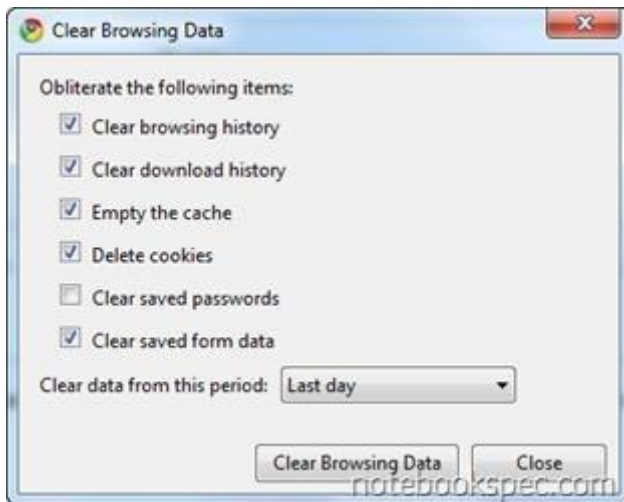 Clear Browsing Data
Obliterate the following items:
Clear browsing history
Clear download history
Empty the cache
Delete cookies
Clear saved passwords
Clear saved form data
Clear data from this period: Last day
Clear Browsing Data Close
notebookspec.com